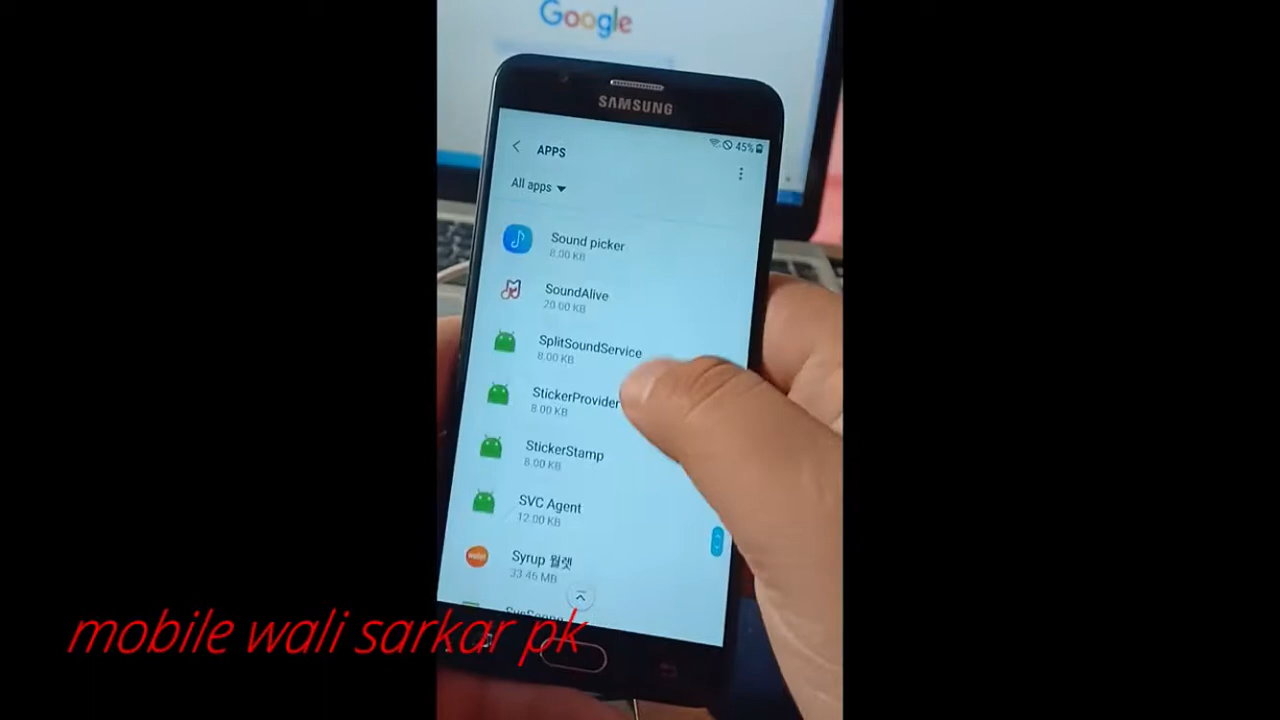 Google
SAMSUNG
45%
APPS
All apps
Sound picker
8.00 KB
SoundAlive
20.00 KB
SplitSoundService
8.00 KB
StickerProvider
8.00 KB
StickerStamp
8.00 KB
SVC Agent
12.00 KB
Syrup 월렛
33.46 MB
mobile wali sarkar pk